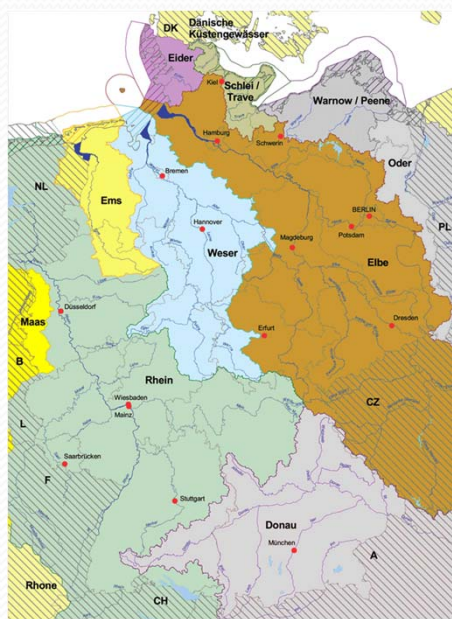 DK
Dänische
Küstengewässer
Eider
Kiel
Schlei /
Trave
Warnow / Peene
Hamburg
Schwerin
Oder
NL
Ems
Bremen
BERLIN
Hannover
Potsdam
PL
Weser
Magdeburg
Elbe
Düsseldorf
Maas
Dresden
Erfurt
B
Rhein
CZ
Wiesbaden
Mainz
L
Saarbrücken
F
Stuttgart
Donau
München
A
Rhone
CH